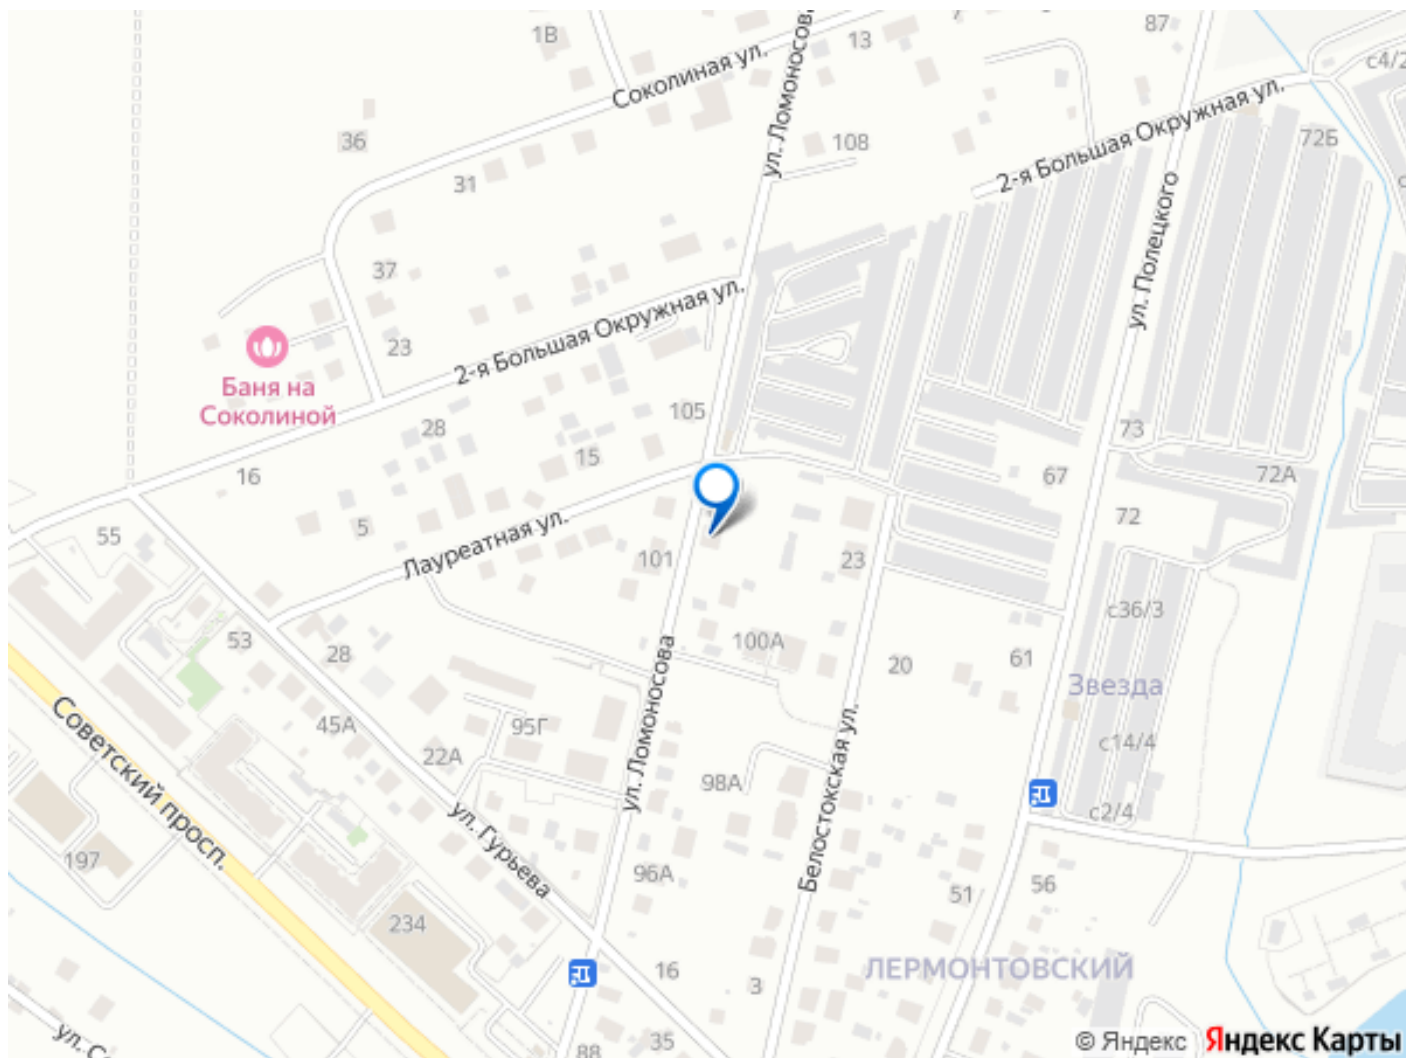 1В
ул. Ломоносова
13
87
с4/2
Соколиная ул.
36
108
72Б
2-я Большая Окружная ул.
31
ул. Полецкого
37
2-я Большая Окружная ул.
23
Баня на
Соколиной
105
28
73
15
16
67
72А
5
Лауреатная ул.
72
55
101
23
с36/3
53
28
100А
20
61
Звезда
ул. Ломоносова
45А
95Г
22А
98А
с14/4
Советский просп.
Белостокская ул.
с2/4
ул. Гурьева
197
96А
51
56
234
ЛЕРМОНТОВСКИЙ
16
3
35
88
© Яндекс
Яндекс Карты